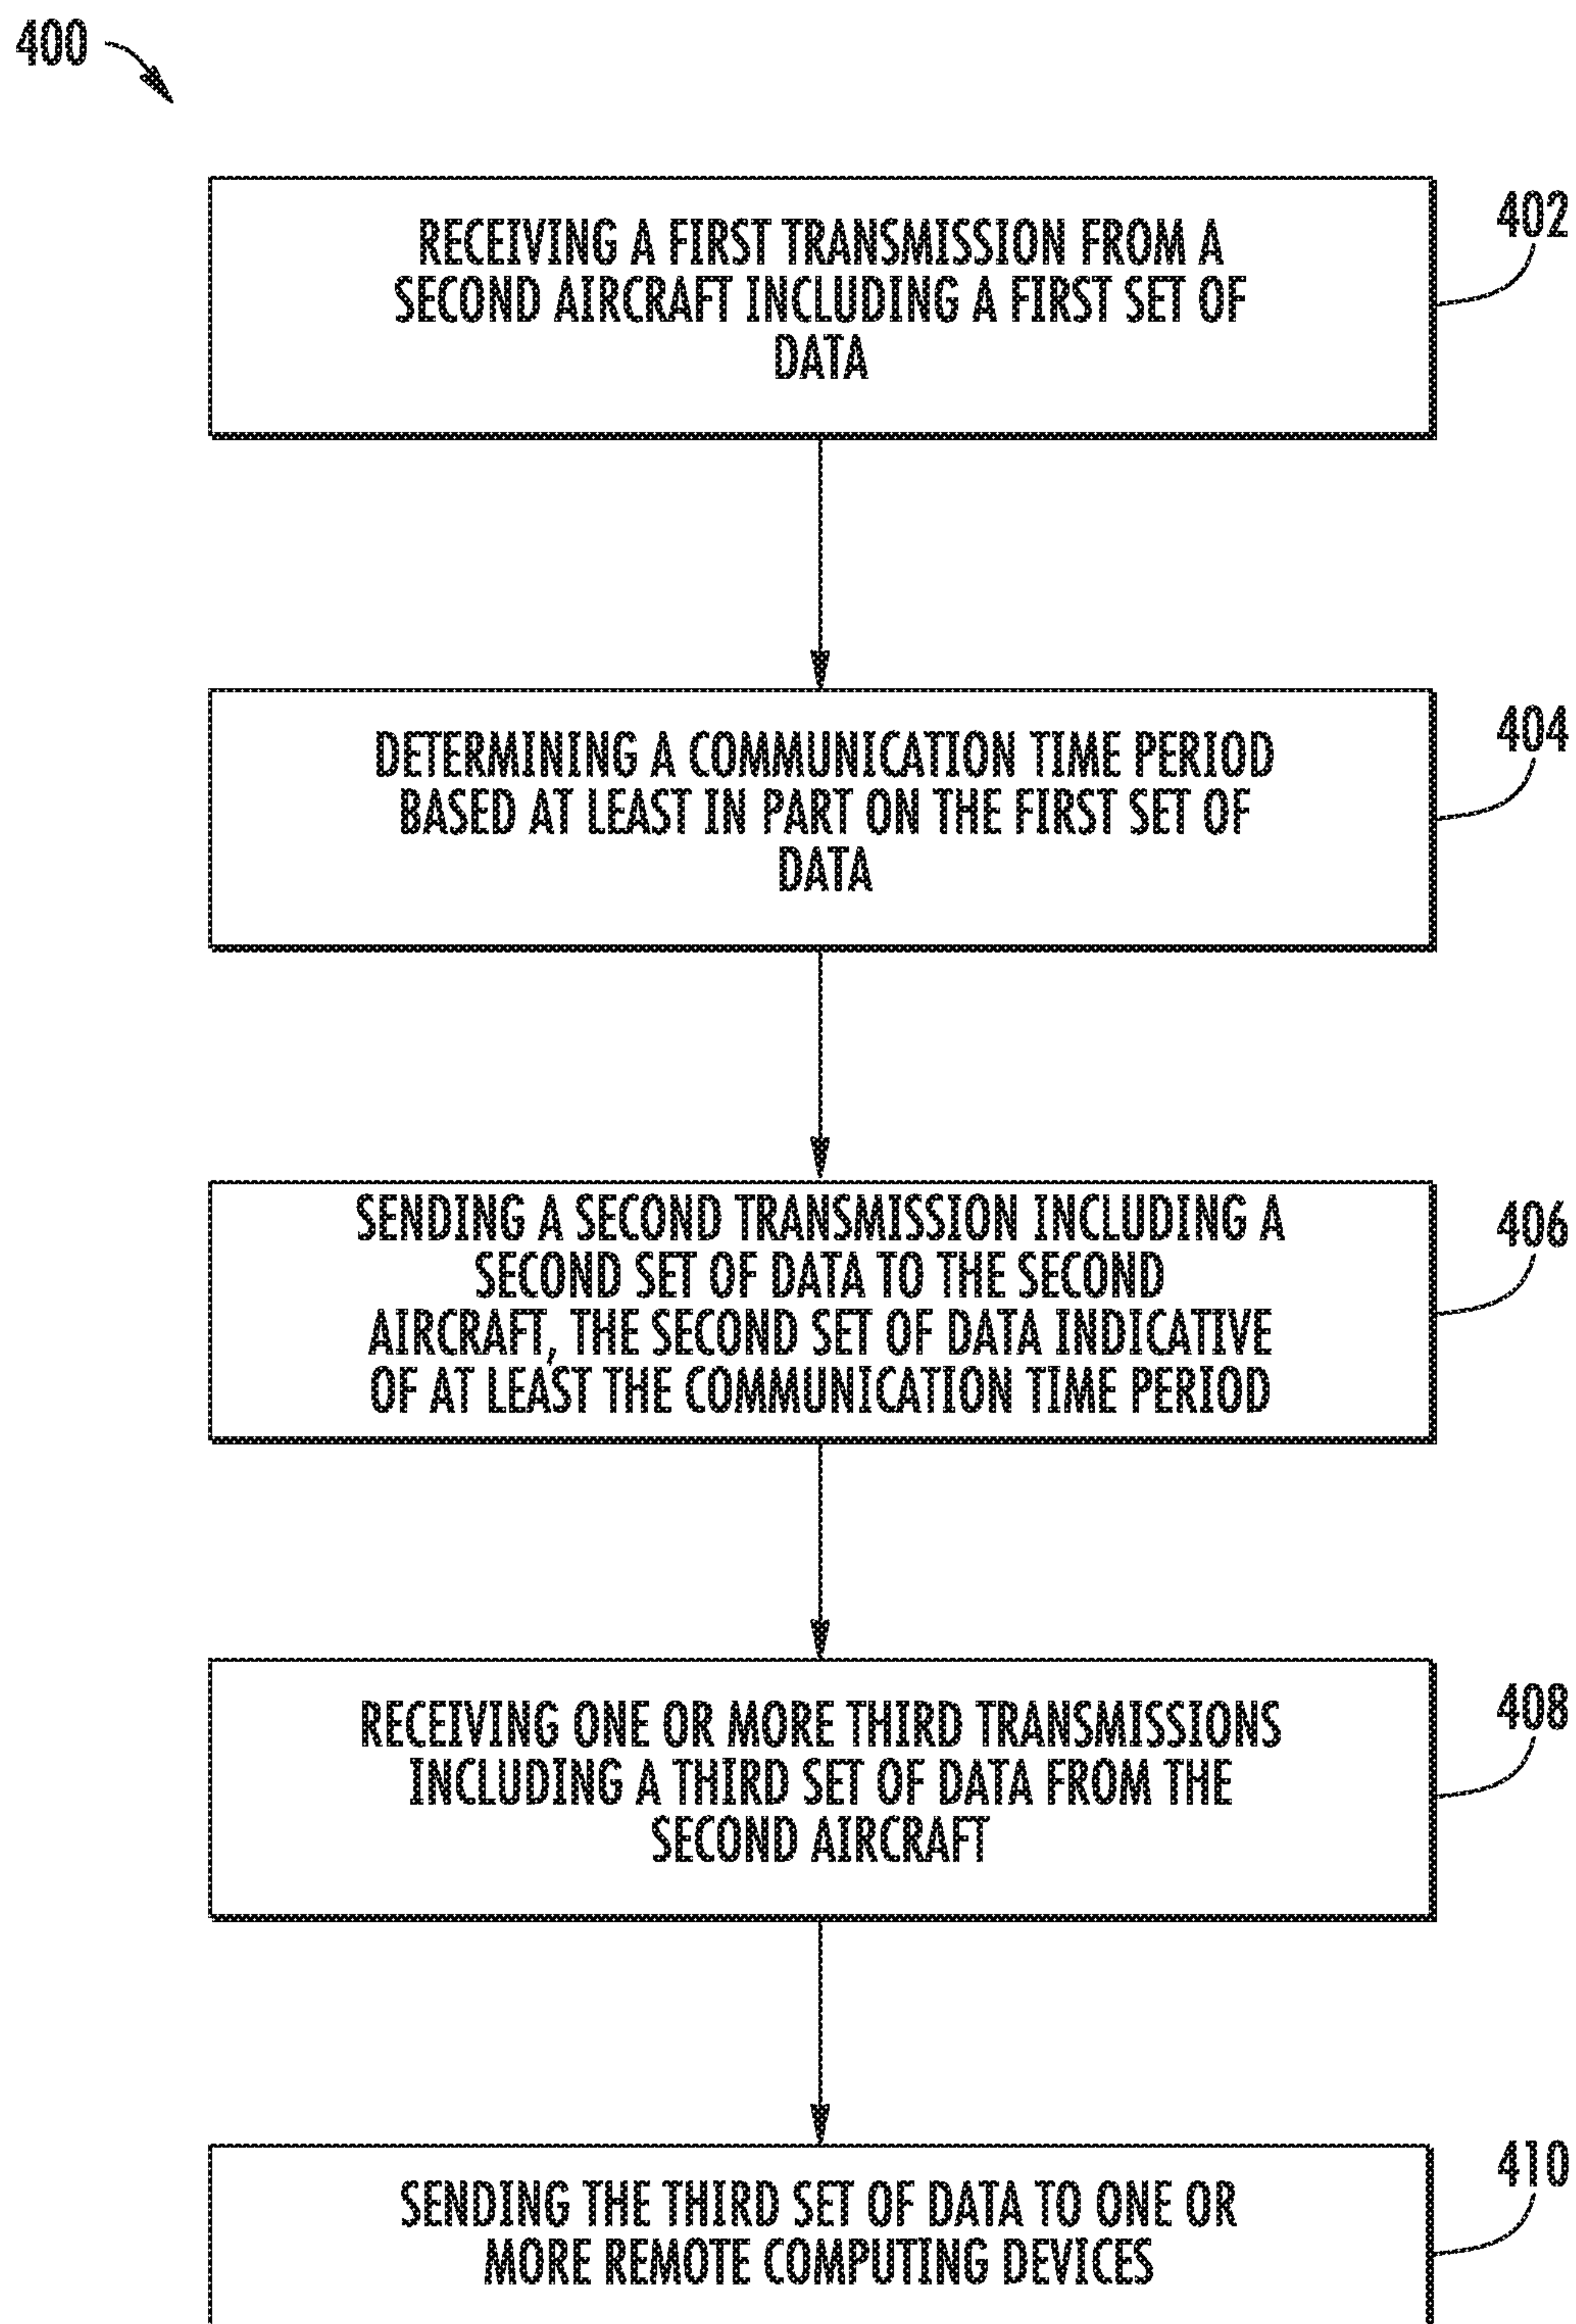 400
RECEIVING A FIRST TRANSMISSION FROM A
SECOND AIRCRAFT INCLUDING A FIRST SET OF
DATA
402
DETERMINING A COMMUNICATION TIME PERIOD
BASED AT LEAST IN PART ON THE FIRST SET OF
DATA
404
SENDING A SECOND TRANSMISSION INCLUDING A
SECOND SET OF DATA TO THE SECOND
AIRCRAFT, THE SECOND SET OF DATA INDICATIVE
OF AT LEAST THE COMMUNICATION TIME PERIOD
406
RECEIVING ONE OR MORE THIRD TRANSMISSIONS
INCLUDING A THIRD SET OF DATA FROM THE
SECOND AIRCRAFT
408
SENDING THE THIRD SET OF DATA TO ONE OR
MORE REMOTE COMPUTING DEVICES
410